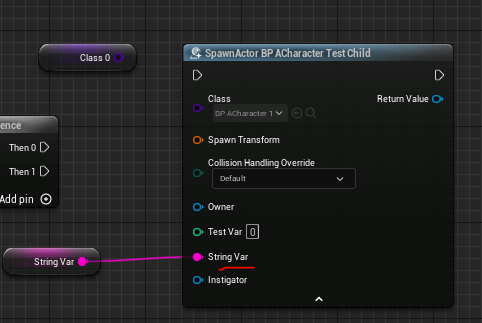 SpawnActor BP ACharacter Test Child
Class 0
Class
Return Value
BP ACharacter T
ence
Then 0
Spawn Transform
Then 1
Collision Handling Override
Default
Add pin
Owner
Test Var 0
String Var
String Var
Instigator